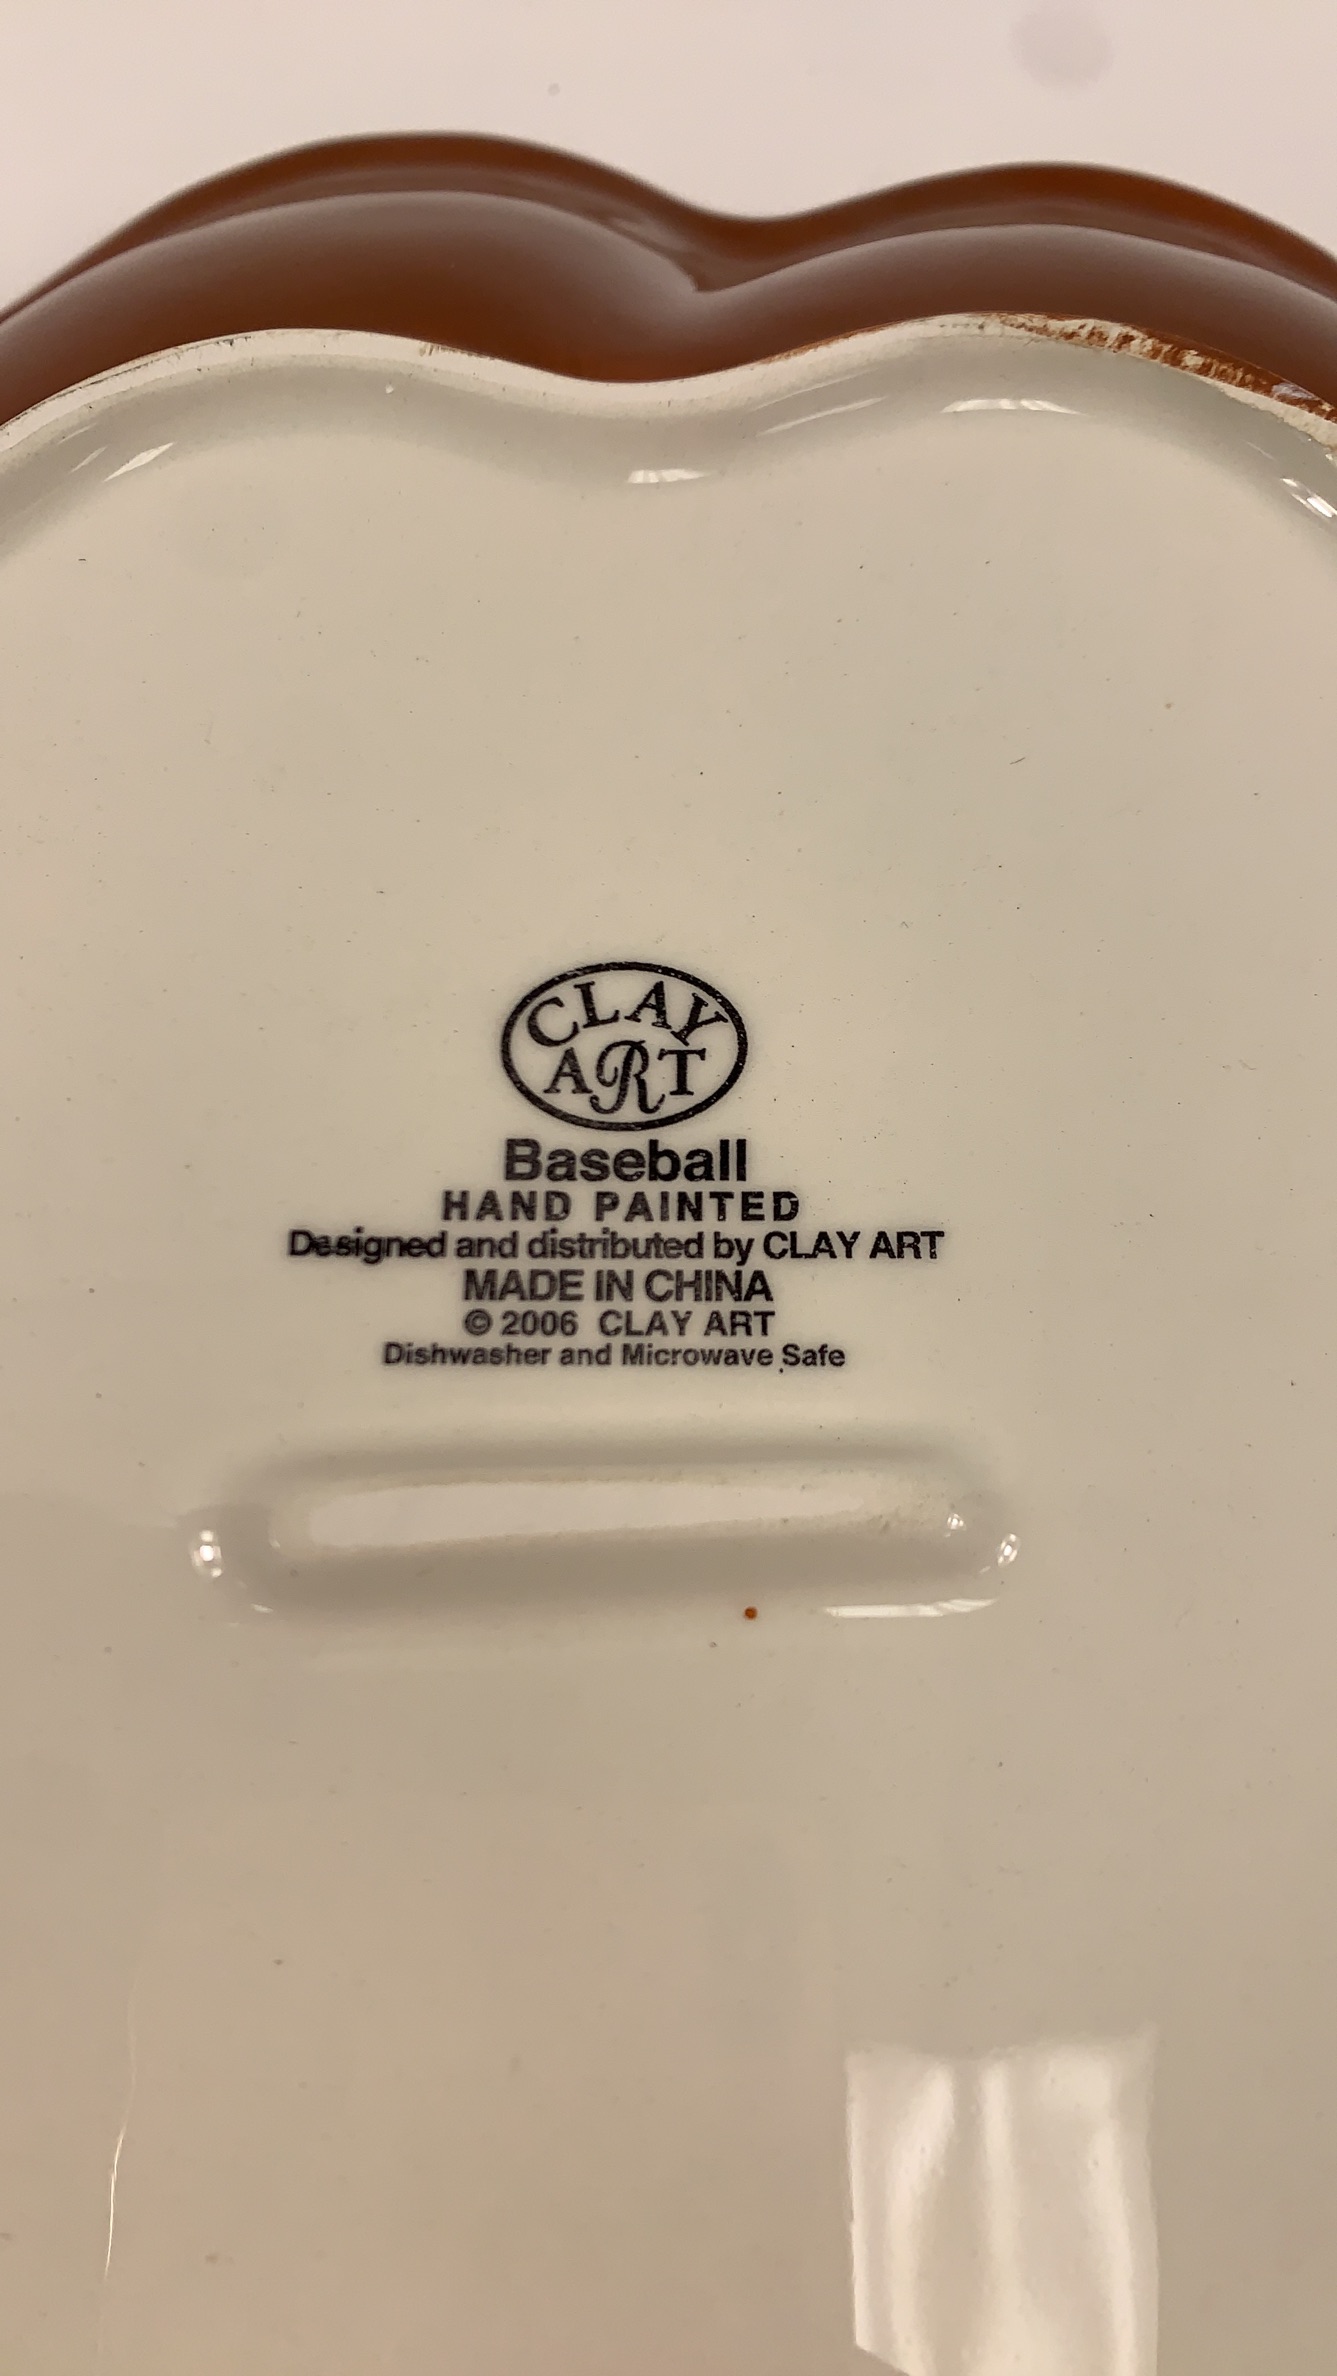 CLAY
ART
Baseball
HAND PAINTED
Designed and distributed by CLAY ART
MADE IN CHINA
© 2006 CLAY ART
Dishwasher and Microwave Safe